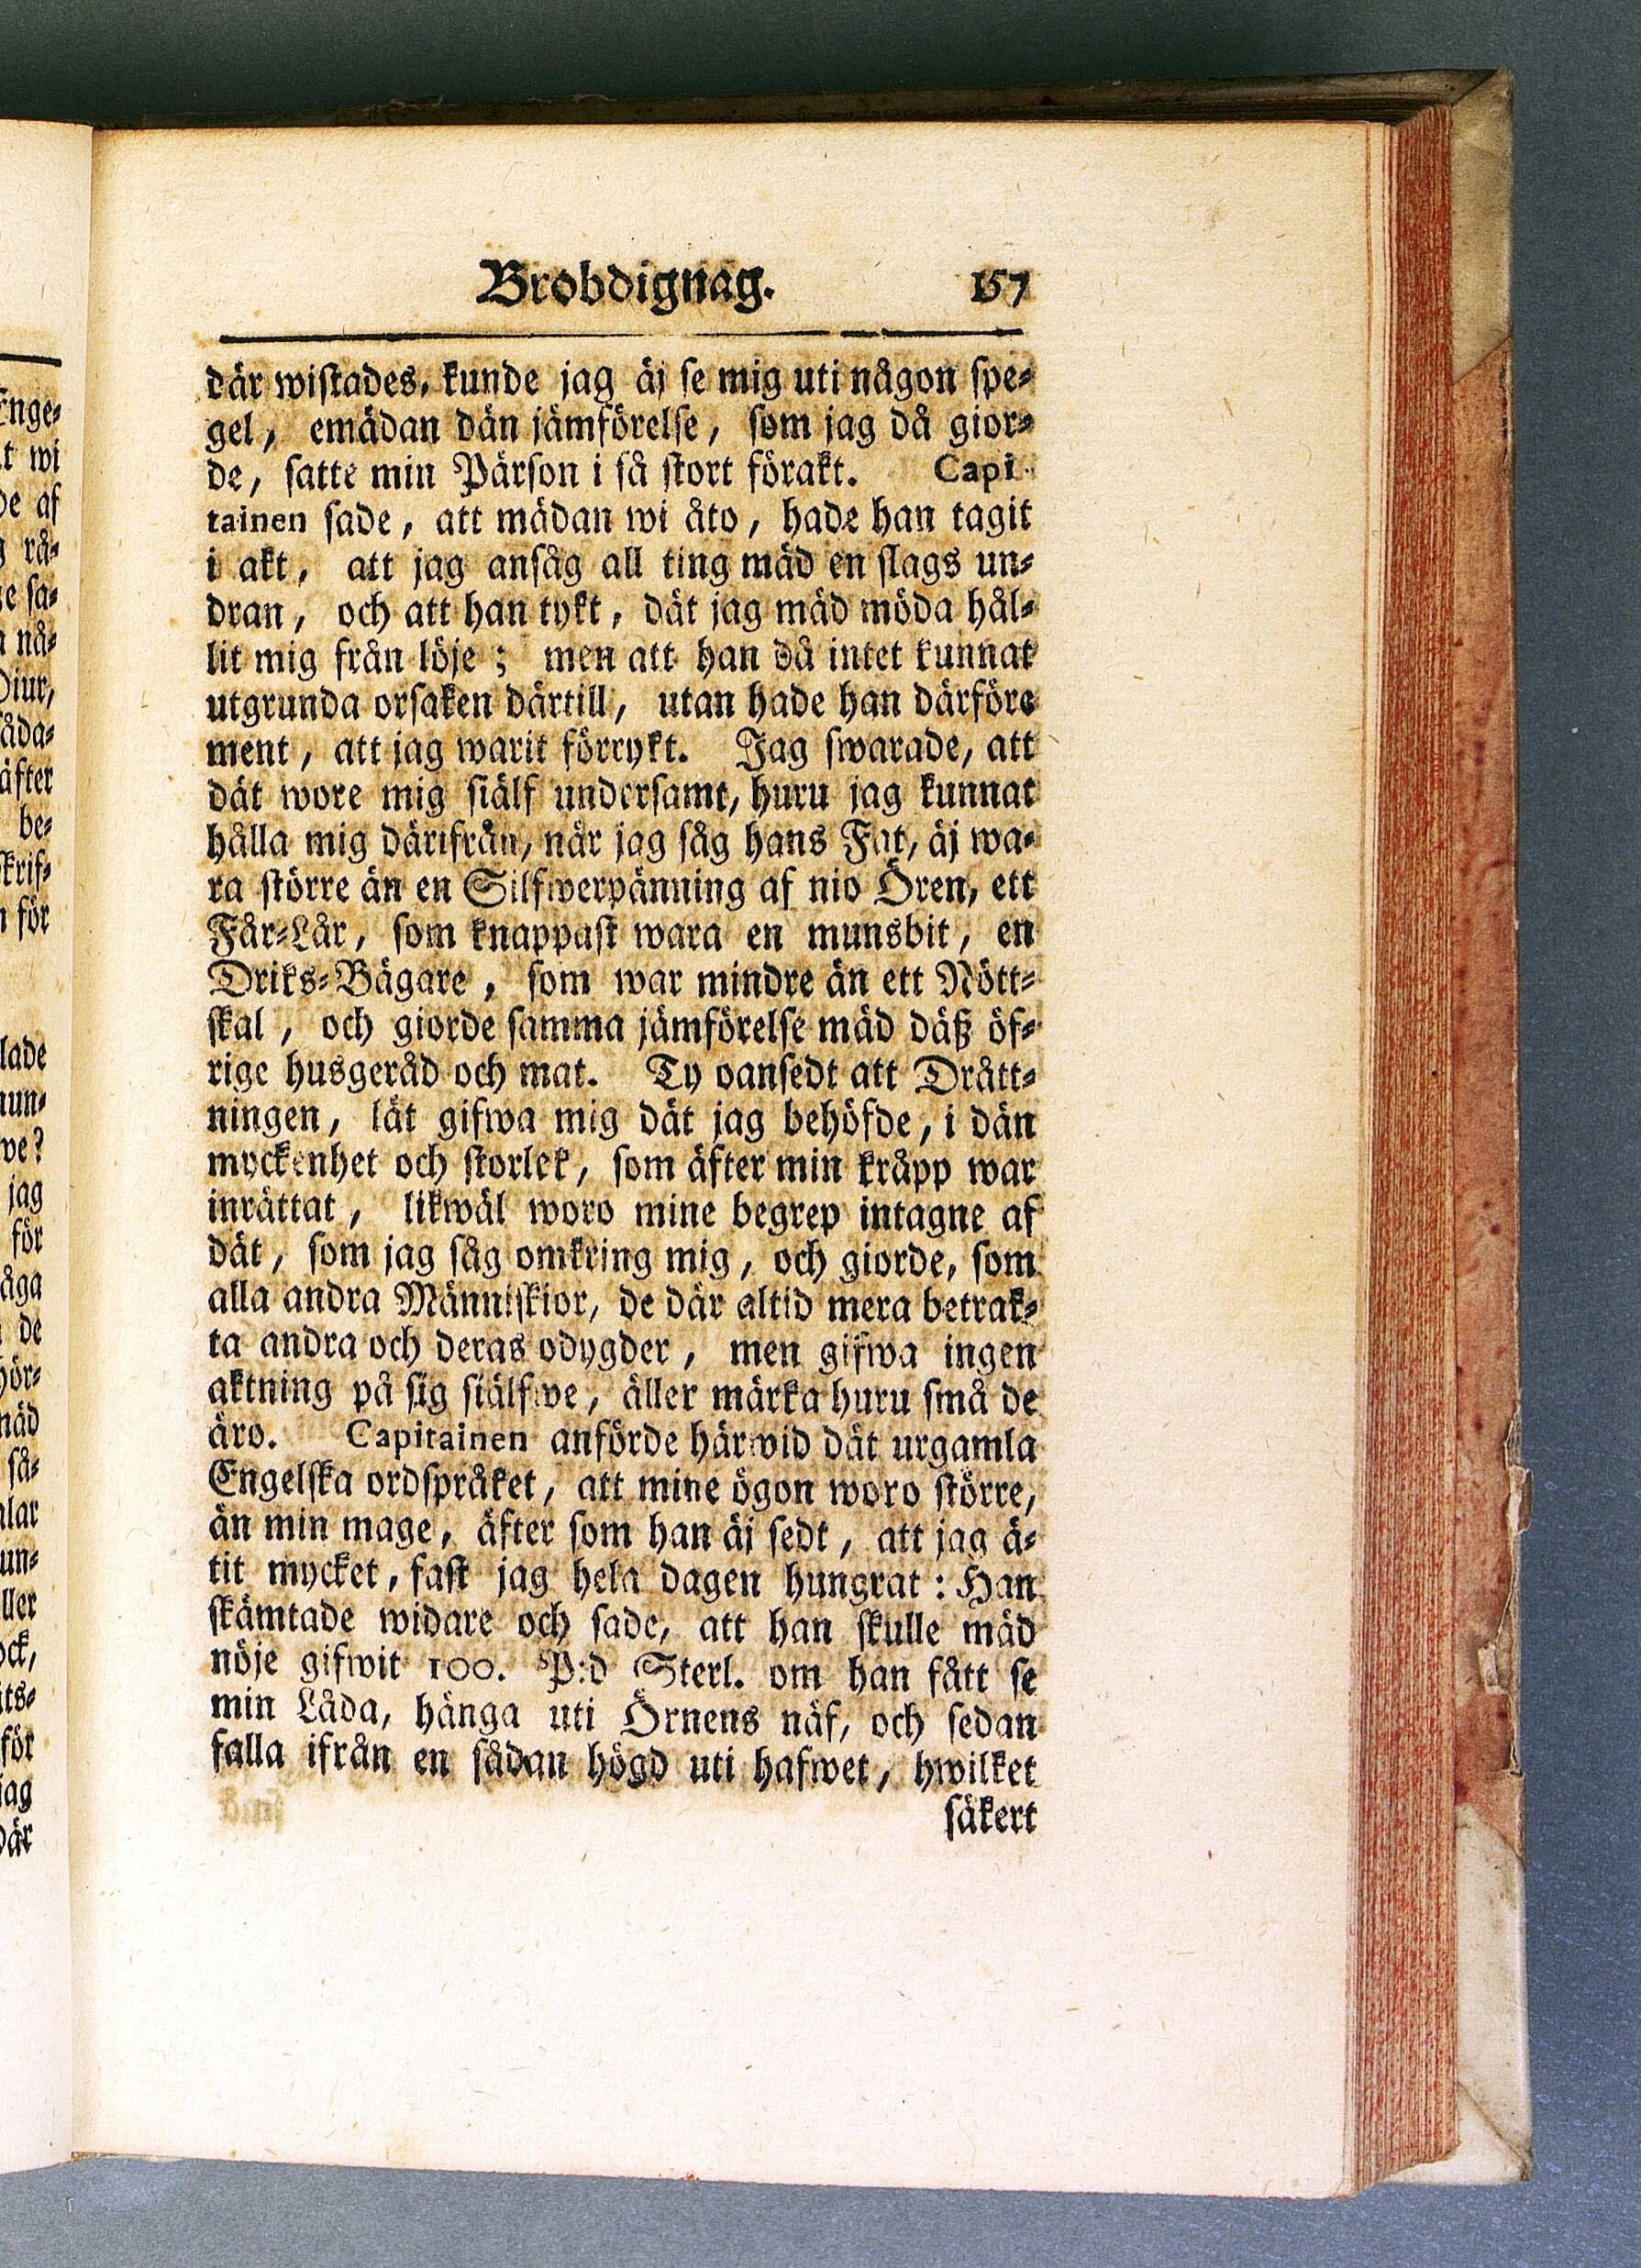 Brobdignag. 157
där wistades, kunde jag äj se mig uti någon spe-
gel, emädan dän jämförelse, som jag då gior-
de, satte min Pärson i så stort förakt. Capi-
tainen sade, att mädan wi åto, hade han tagit
i akt, att jag ansåg all ting mäd en slags un-
dran, och att han tykt, dät jag mäd möda hål-
lit mig från löje; men att han då intet kunnat
utgrunda orsaken därtill, utan hade han därföre
ment, att jag warit förrykt. Jag swarade, att
dät wore mig siälf undersamt, huru jag kunnat
hålla mig därifrån, när jag såg hans Fat, äj wa-
ra större än en Silfwerpänning af nio Ören, ett
Får-Lår, som knappast wara en munsbit, en
Driks-Bägare, som war mindre än ett Nött-
skal, och giorde samma jämförelse mäd däß öf-
rige husgeråd och mat. Ty oansedt att Drått-
ningen, lät gifwa mig dät jag behöfde, i dän
myckenhet och storlek, som äfter min kråpp war
inrättat, likwäl woro mine begrep intagne af
dät, som jag såg omkring mig, och giorde, som
alla andra Människior, de där altid mera betrak-
ta andra och deras odygder, men gifwa ingen
aktning på sig siälfwe, äller märka huru små de
äro. Capitainen anförde härwid dät urgamla
Engelska ordspråket, att mine ögon woro större,
än min mage, äfter som han äj sedt, att jag ä-
tit mycket, fast jag hela dagen hungrat: Han
skämtade widare och sade, att han skulle mäd
nöje gifwit 100. P:d Sterl. om han fått se
min Låda, hänga uti Örnens näf, och sedan
falla ifrån en sådan högd uti hafwet, hwilket
säkert